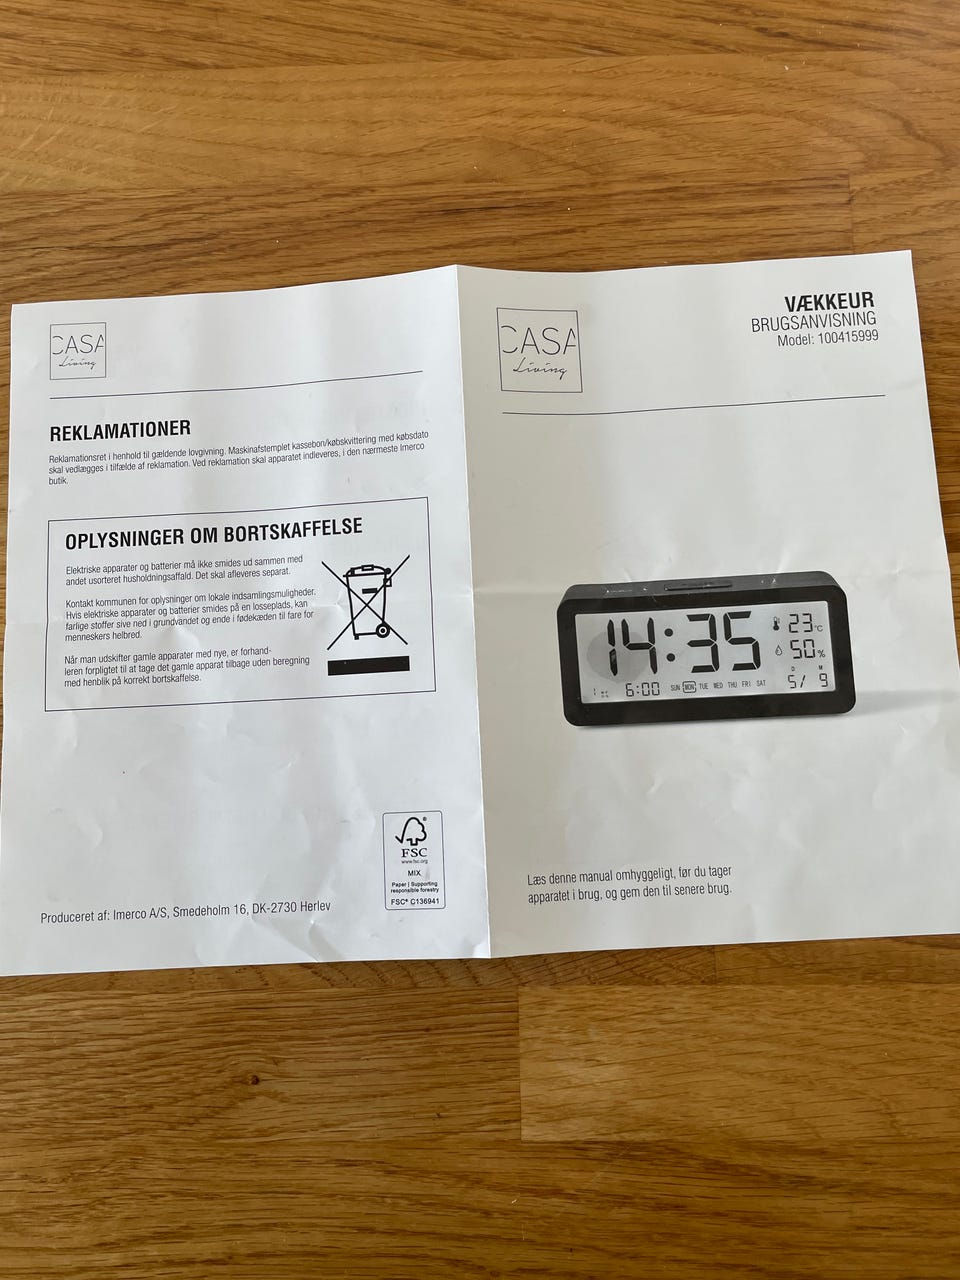 CASA
Living
REKLAMATIONER
Reklamationsret i henhold til gældende lovgivning. Maskinafstemplet kassebon/købskvittering med købsdato
skal vedlægges i tilfælde af reklamation. Ved reklamation skal apparatet indleveres, i den nærmeste Imerco
butik.
OPLYSNINGER OM BORTSKAFFELSE
Elektriske apparater og batterier må ikke smides ud sammen med
andet usorteret husholdningsaffald. Det skal afleveres separat.
Kontakt kommunen for oplysninger om lokale indsamlingsmuligheder.
Hvis elektriske apparater og batterier smides på en losseplads, kan
farlige stoffer sive ned i grundvandet og ende i fødekæden til fare for
menneskers helbred.
Når man udskifter gamle apparater med nye, er forhand-
leren forpligtet til at tage det gamle apparat tilbage uden beregning
med henblik på korrekt bortskaffelse.
FSC®
www.fsc.org
MIX
Paper | Supporting
responsible forestry
FSC® C136941
Produceret af: Imerco A/S, Smedeholm 16, DK-2730 Herlev
CASA
Living
VÆKKEUR
BRUGSANVISNING
Model: 100415999
14:35
23°C
50%
D M
5/ 9
1
6:00
SUN MON TUE WED THU FRI SAT
Læs denne manual omhyggeligt, før du tager
apparatet i brug, og gem den til senere brug.